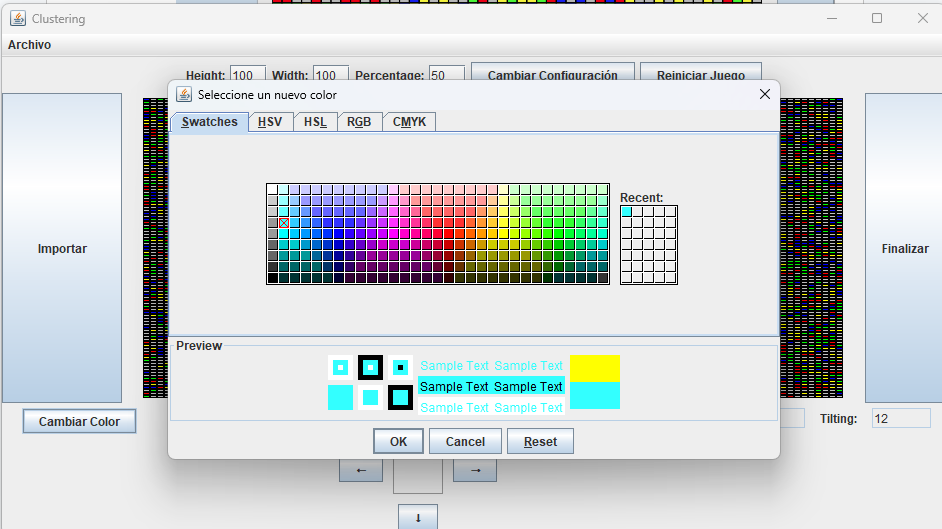 Clustering
Archivo
Height: 100 Width: 100 Percentage: 50 Cambiar Configuración Reiniciar Juego
Seleccione un nuevo color
Swatches HSV HSL RGB CMYK
Recent:
Importar
Finalizar
Preview
Sample Text Sample Text
Sample Text Sample Text
Sample Text Sample Text
Cambiar Color
Tilting: 12
OK Cancel Reset
← →
↓